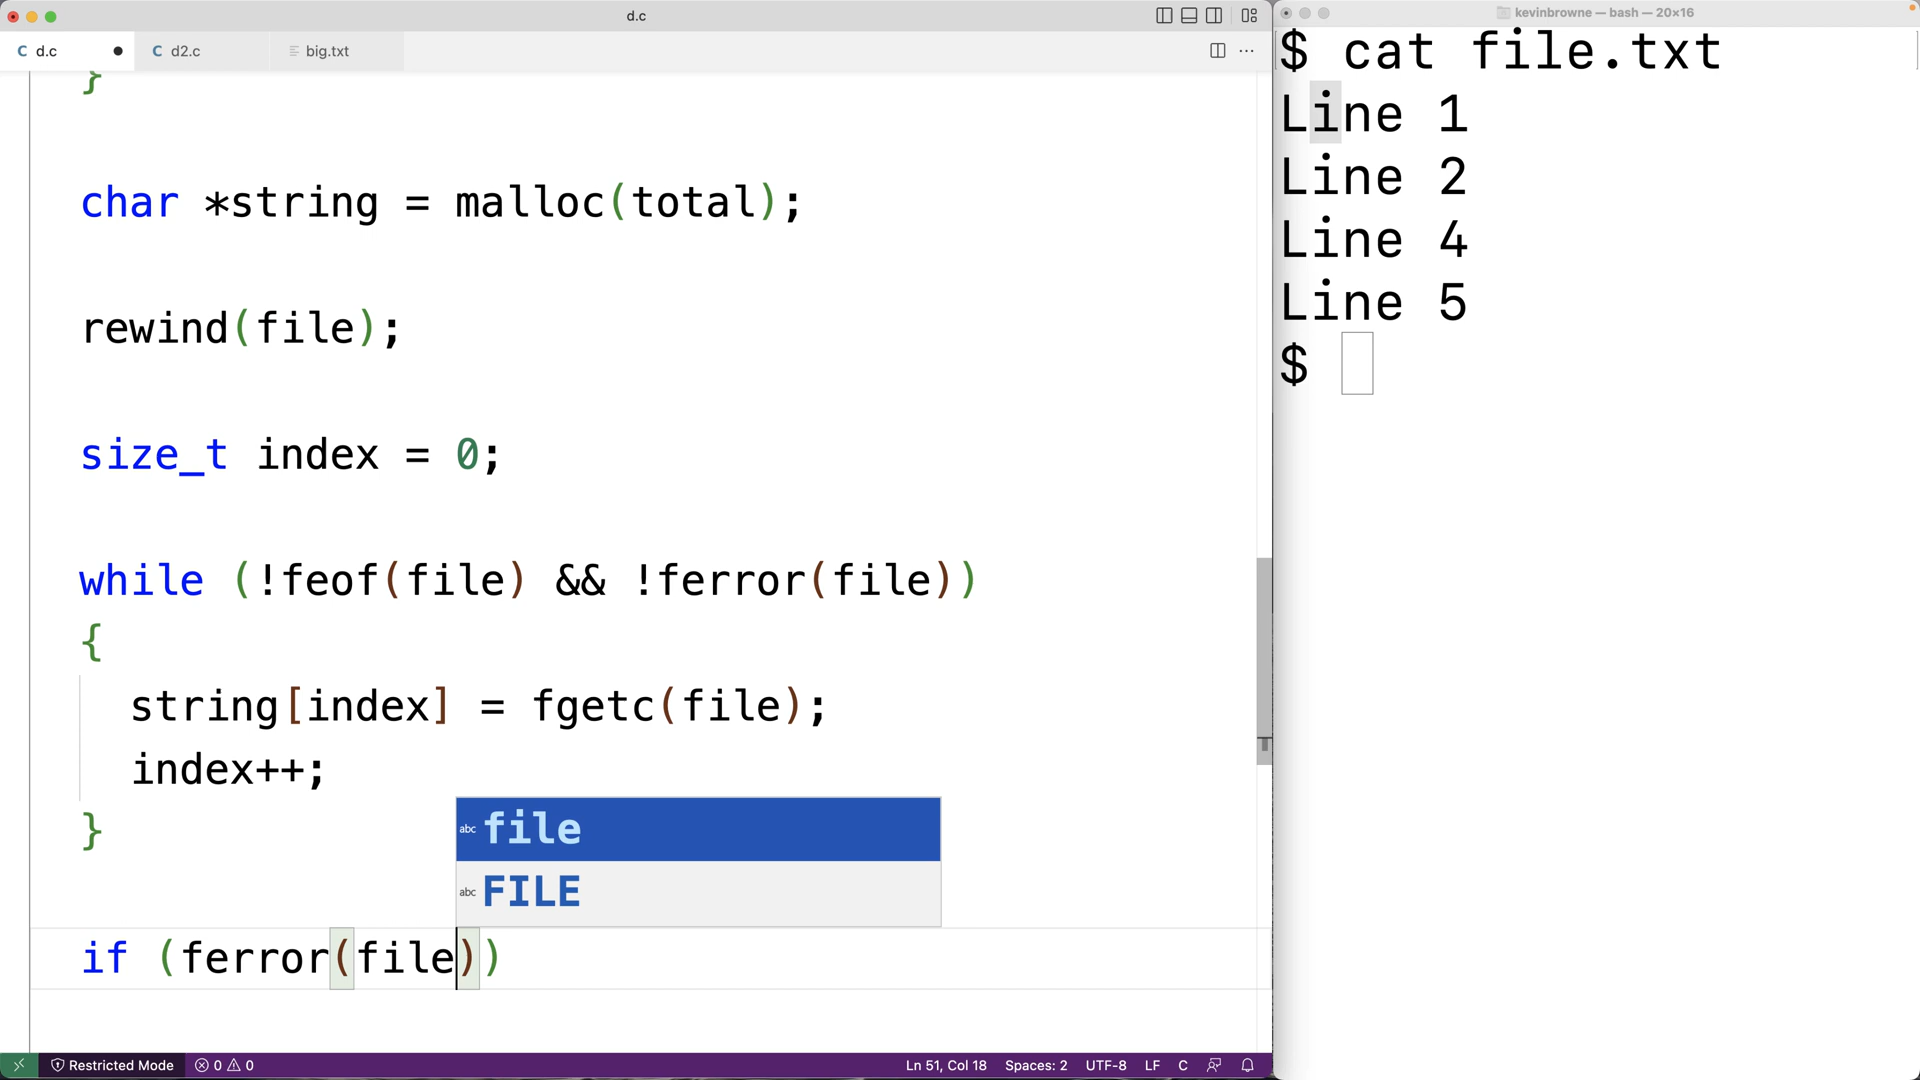 d.c
C d.c
C d2.c
big.txt
}
char *string = malloc(total);
rewind(file);
size_t index = 0;
while (!feof(file) && !ferror(file))
{
string[index] = fgetc(file);
index++;
}
abc file
abc FILE
if (ferror(file))
Restricted Mode
0 0
Ln 51, Col 18
Spaces: 2
UTF-8
LF
C
kevinbrowne — bash — 20×16
$ cat file.txt
Line 1
Line 2
Line 4
Line 5
$